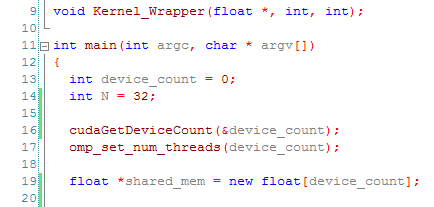 9 void Kernel_Wrapper(float *, int, int);
10
11 int main(int argc, char * argv[])
12 {
13 int device_count = 0;
14 int N = 32;
15
16 cudaGetDeviceCount(&device_count);
17 omp_set_num_threads(device_count);
18
19 float *shared_mem = new float[device_count];
20